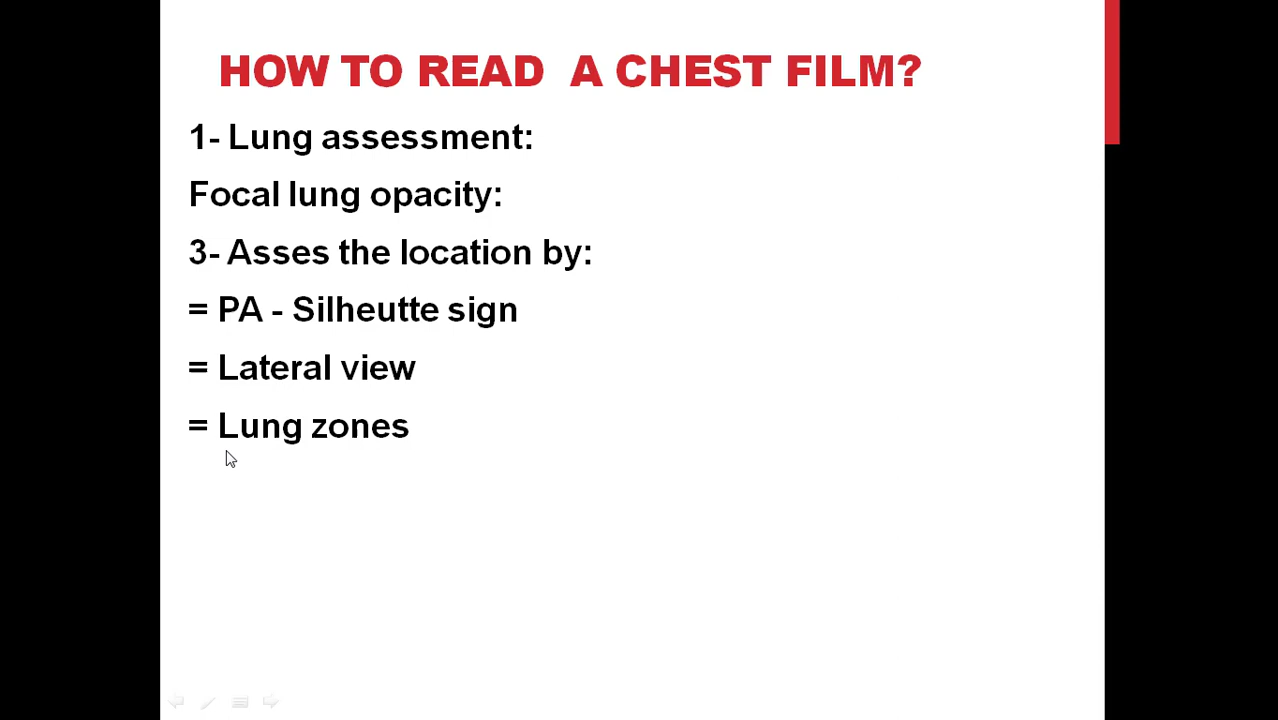 HOW TO READ  A CHEST FILM?
1- Lung assessment:
Focal lung opacity:
3- Asses the location by:
= PA - Silheutte sign
= Lateral view
= Lung zones